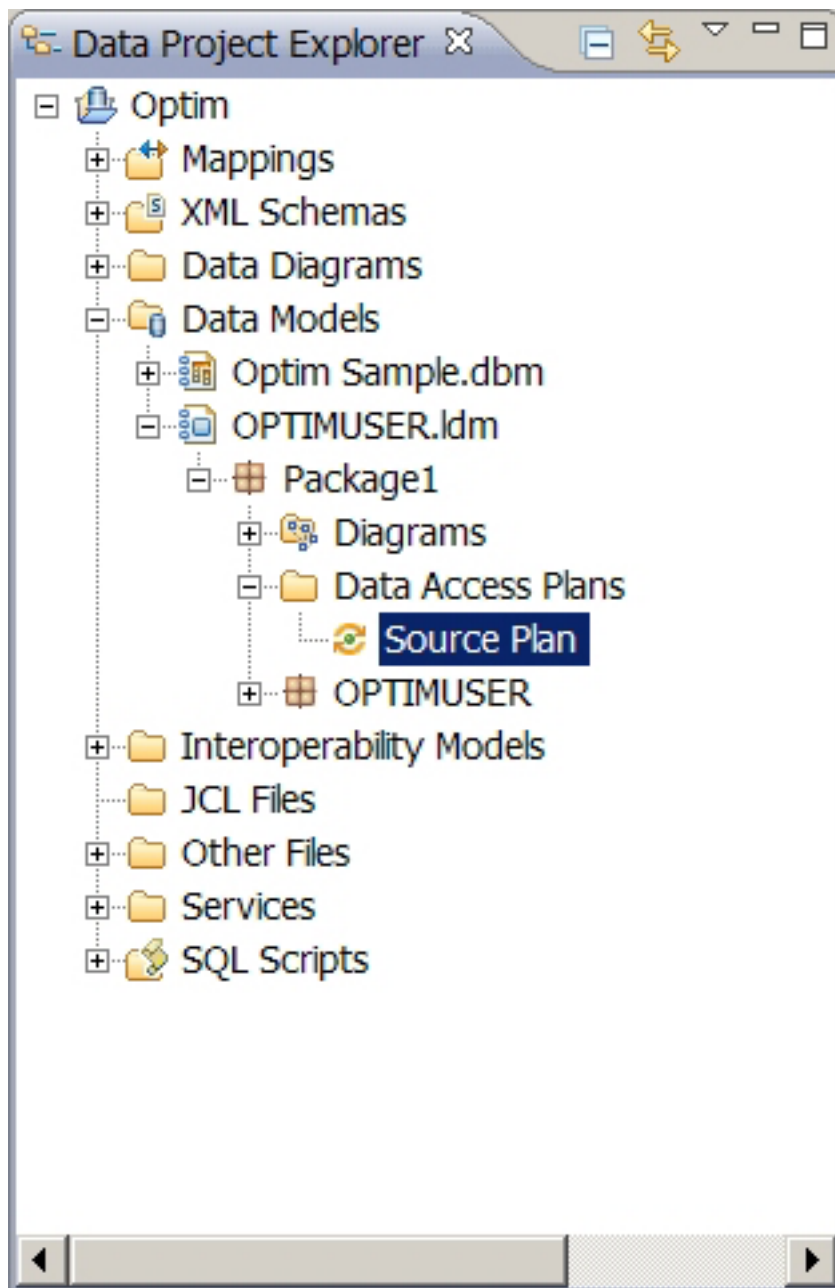 Data Project Explorer
Optim
Mappings
XML Schemas
Data Diagrams
Data Models
Optim Sample.dbm
OPTIMUSER.ldm
Package1
Diagrams
Data Access Plans
Source Plan
OPTIMUSER
Interoperability Models
JCL Files
Other Files
Services
SQL Scripts